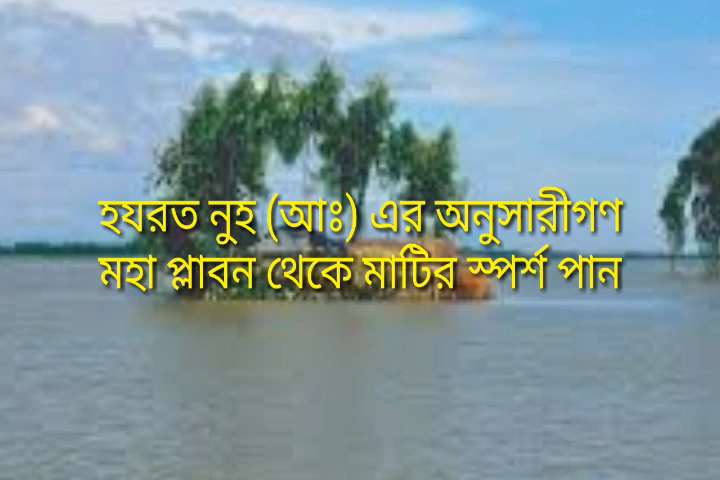 হযরত নুহ (আঃ) এর অনুসারীগণ
মহা প্লাবন থেকে মাটির স্পর্শ পান